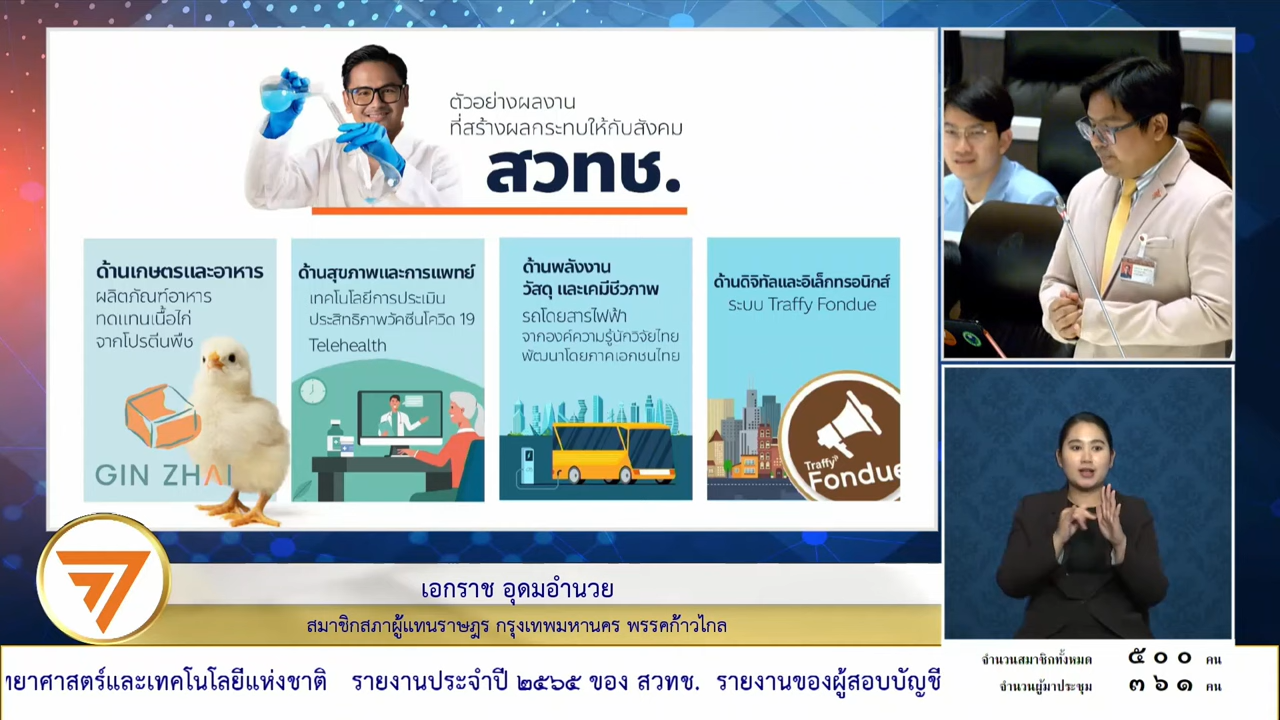 ตัวอย่างผลงาน
ที่สร้างผลกระทบให้กับสังคม
สวทช.
ด้านเกษตรและอาหาร
ผลิตภัณฑ์อาหาร
ทดแทนเนื้อไก่
จากโปรตีนพืช
GIN ZHAI
ด้านสุขภาพและการแพทย์
เทคโนโลยีการประเมิน
ประสิทธิภาพวัคซีนโควิด 19
Telehealth
ด้านพลังงาน
วัสดุ และเคมีชีวภาพ
รถโดยสารไฟฟ้า
จากองค์ความรู้นักวิจัยไทย
พัฒนาโดยภาคเอกชนไทย
ด้านดิจิทัลและอิเล็กทรอนิกส์
ระบบ Traffy Fondue
Traffy
Fondue
เอกราช อุดมอำนวย
สมาชิกสภาผู้แทนราษฎร กรุงเทพมหานคร พรรคก้าวไกล
ทยาศาสตร์และเทคโนโลยีแห่งชาติ รายงานประจำปี ๒๕๖๕ ของ สวทช. รายงานของผู้สอบบัญชี
จำนวนสมาชิกทั้งหมด ๕๐๐ คน
จำนวนผู้มาประชุม ๓๖๑ คน